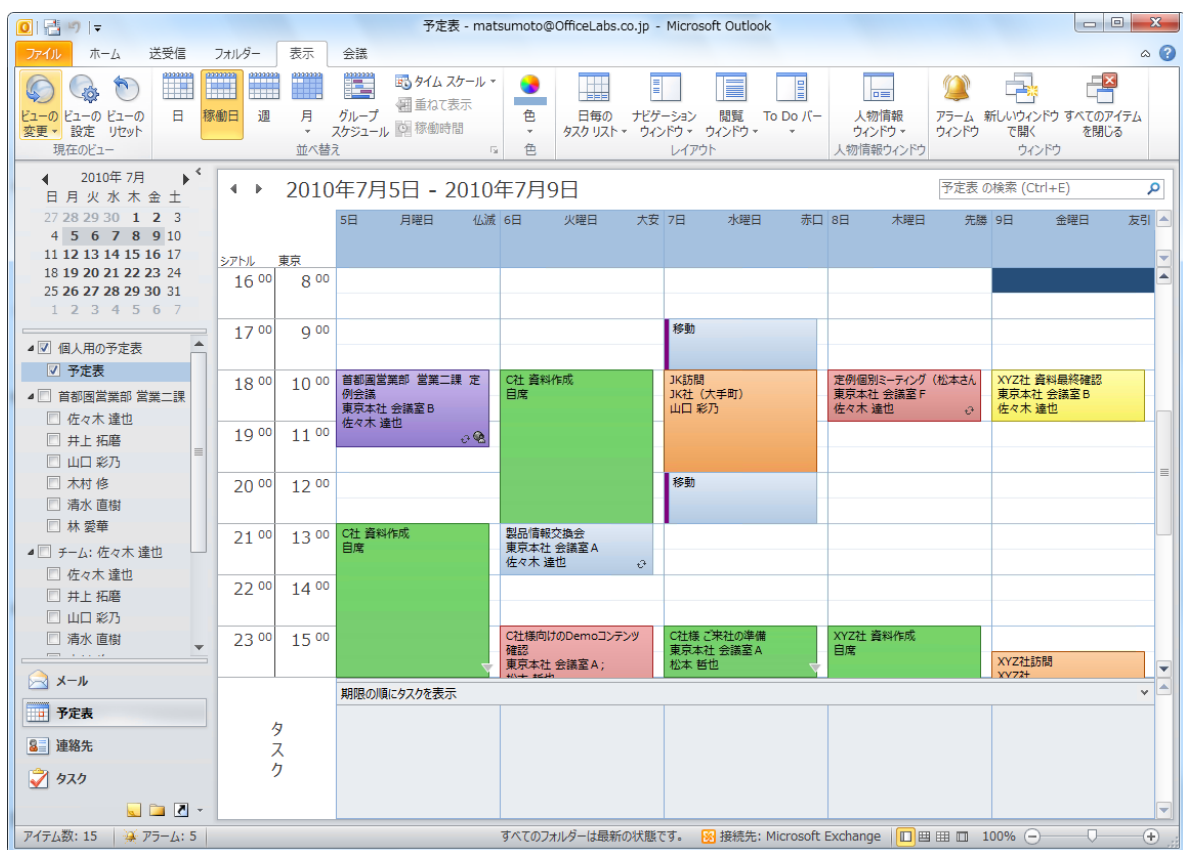 予定表 - matsumoto@OfficeLabs.co.jp - Microsoft Outlook
ファイル ホーム 送受信 フォルダー 表示 会議
ビューの変更 ビューの設定 ビューのリセット
日 稼働日 週 月 グループ スケジュール
タイム スケール
重ねて表示
稼働時間
色
日毎の タスク リスト ナビゲーション ウィンドウ 閲覧 ウィンドウ To Do バー
人物情報 ウィンドウ
アラーム ウィンドウ 新しいウィンドウ で開く すべてのアイテム を閉じる
現在のビュー 並べ替え 色 レイアウト 人物情報ウィンドウ ウィンドウ
2010年 7月
日 月 火 水 木 金 土
27 28 29 30 1 2 3
4 5 6 7 8 9 10
11 12 13 14 15 16 17
18 19 20 21 22 23 24
25 26 27 28 29 30 31
1 2 3 4 5 6 7
個人用の予定表
予定表
首都圏営業部 営業二課
佐々木 達也
井上 拓磨
山口 彩乃
木村 修
清水 直樹
林 愛華
チーム: 佐々木 達也
佐々木 達也
井上 拓磨
山口 彩乃
清水 直樹
メール
予定表
連絡先
タスク
2010年7月5日 - 2010年7月9日
予定表 の検索 (Ctrl+E)
5日 月曜日 仏滅 6日 火曜日 大安 7日 水曜日 赤口 8日 木曜日 先勝 9日 金曜日 友引
シアトル 東京
16 00 8 00
17 00 9 00
18 00 10 00
19 00 11 00
20 00 12 00
21 00 13 00
22 00 14 00
23 00 15 00
首都圏営業部 営業二課 定
例会議
東京本社 会議室 B
佐々木 達也
C社 資料作成
自席
C社 資料作成
自席
製品情報交換会
東京本社 会議室 A
佐々木 達也
C社様向けのDemoコンテンツ
確認
東京本社 会議室 A ;
松本 哲也
移動
JK訪問
JK社 (大手町)
山口 彩乃
移動
C社様 ご来社の準備
東京本社 会議室 A
松本 哲也
定例個別ミーティング (松本さん
東京本社 会議室 F
佐々木 達也
XYZ社 資料作成
自席
XYZ社 資料最終確認
東京本社 会議室 B
佐々木 達也
XYZ社訪問
XYZ社
期限の順にタスクを表示
タスク
アイテム数: 15 アラーム: 5 すべてのフォルダーは最新の状態です。 接続先: Microsoft Exchange 100%